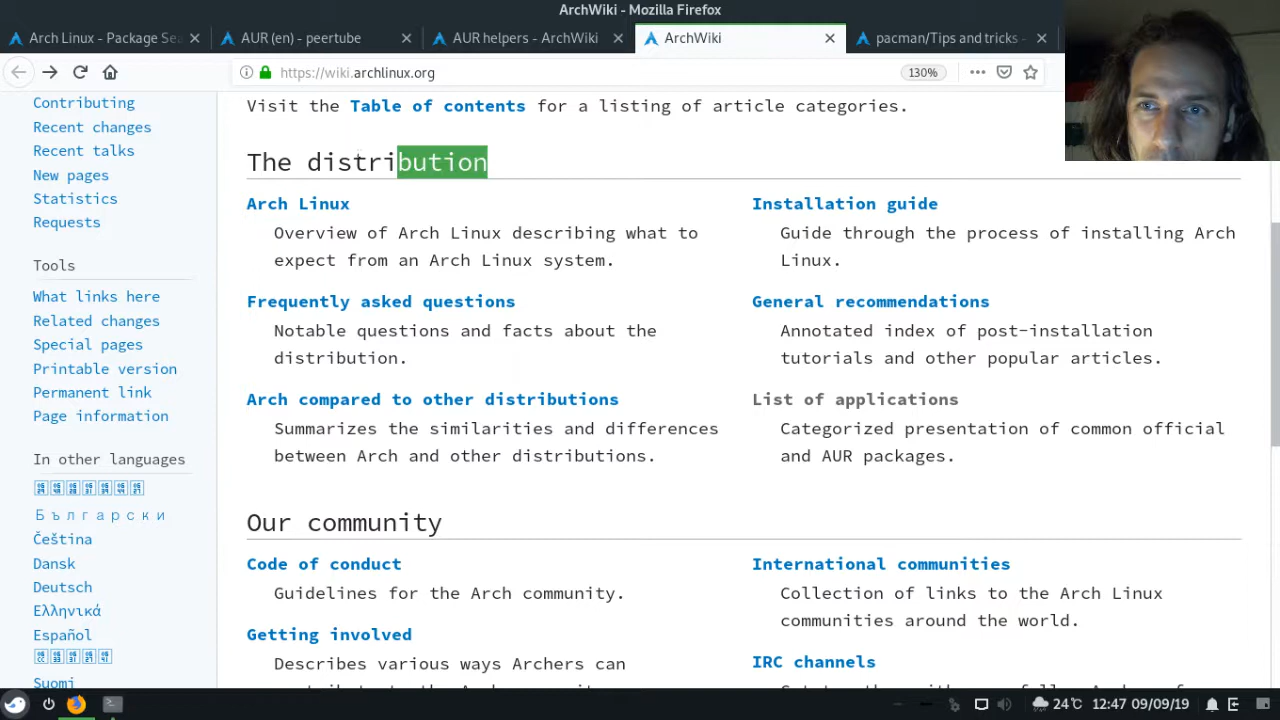 ArchWiki - Mozilla Firefox
Arch Linux - Package Sea
AUR (en) - peertube
AUR helpers - ArchWiki
ArchWiki
pacman/Tips and tricks -
https://wiki.archlinux.org
130%
Contributing
Recent changes
Recent talks
New pages
Statistics
Requests
Tools
What links here
Related changes
Special pages
Printable version
Permanent link
Page information
In other languages
Български
Čeština
Dansk
Deutsch
Ελληνικά
Español
Suomi
Visit the Table of contents for a listing of article categories.
The distribution
Arch Linux
Overview of Arch Linux describing what to
expect from an Arch Linux system.
Frequently asked questions
Notable questions and facts about the
distribution.
Arch compared to other distributions
Summarizes the similarities and differences
between Arch and other distributions.
Installation guide
Guide through the process of installing Arch
Linux.
General recommendations
Annotated index of post-installation
tutorials and other popular articles.
List of applications
Categorized presentation of common official
and AUR packages.
Our community
Code of conduct
Guidelines for the Arch community.
Getting involved
Describes various ways Archers can
International communities
Collection of links to the Arch Linux
communities around the world.
IRC channels
24℃
12:47 09/09/19